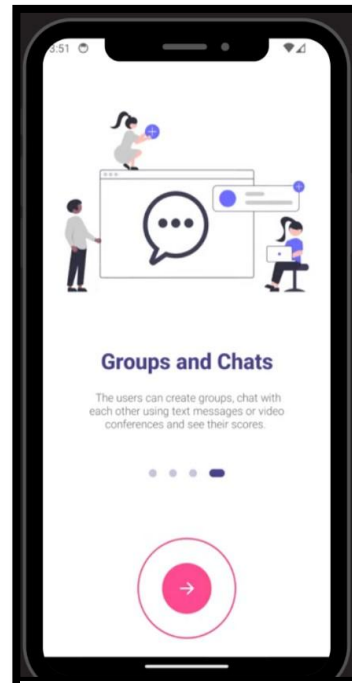 3:51
Groups and Chats
The users can create groups, chat with
each other using text messages or video
conferences and see their scores.